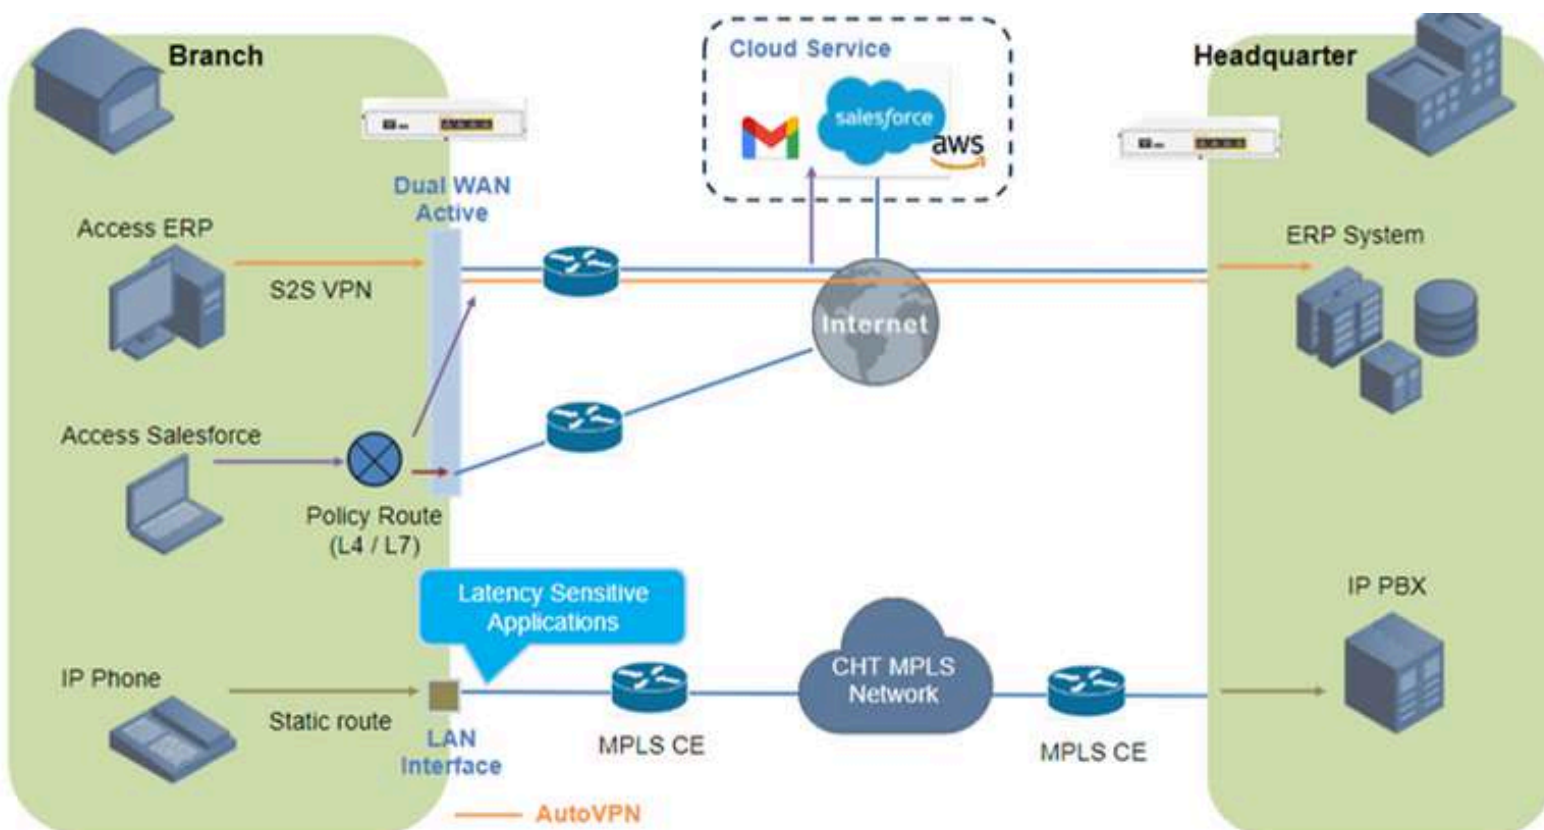 Branch
Cloud Service
Headquarter
salesforce
aws
Dual WAN
Active
Access ERP
S2S VPN
ERP System
Internet
Access Salesforce
Policy Route
(L4 / L7)
Latency Sensitive
Applications
IP PBX
IP Phone
Static route
CHT MPLS
Network
LAN
Interface
MPLS CE
MPLS CE
AutoVPN